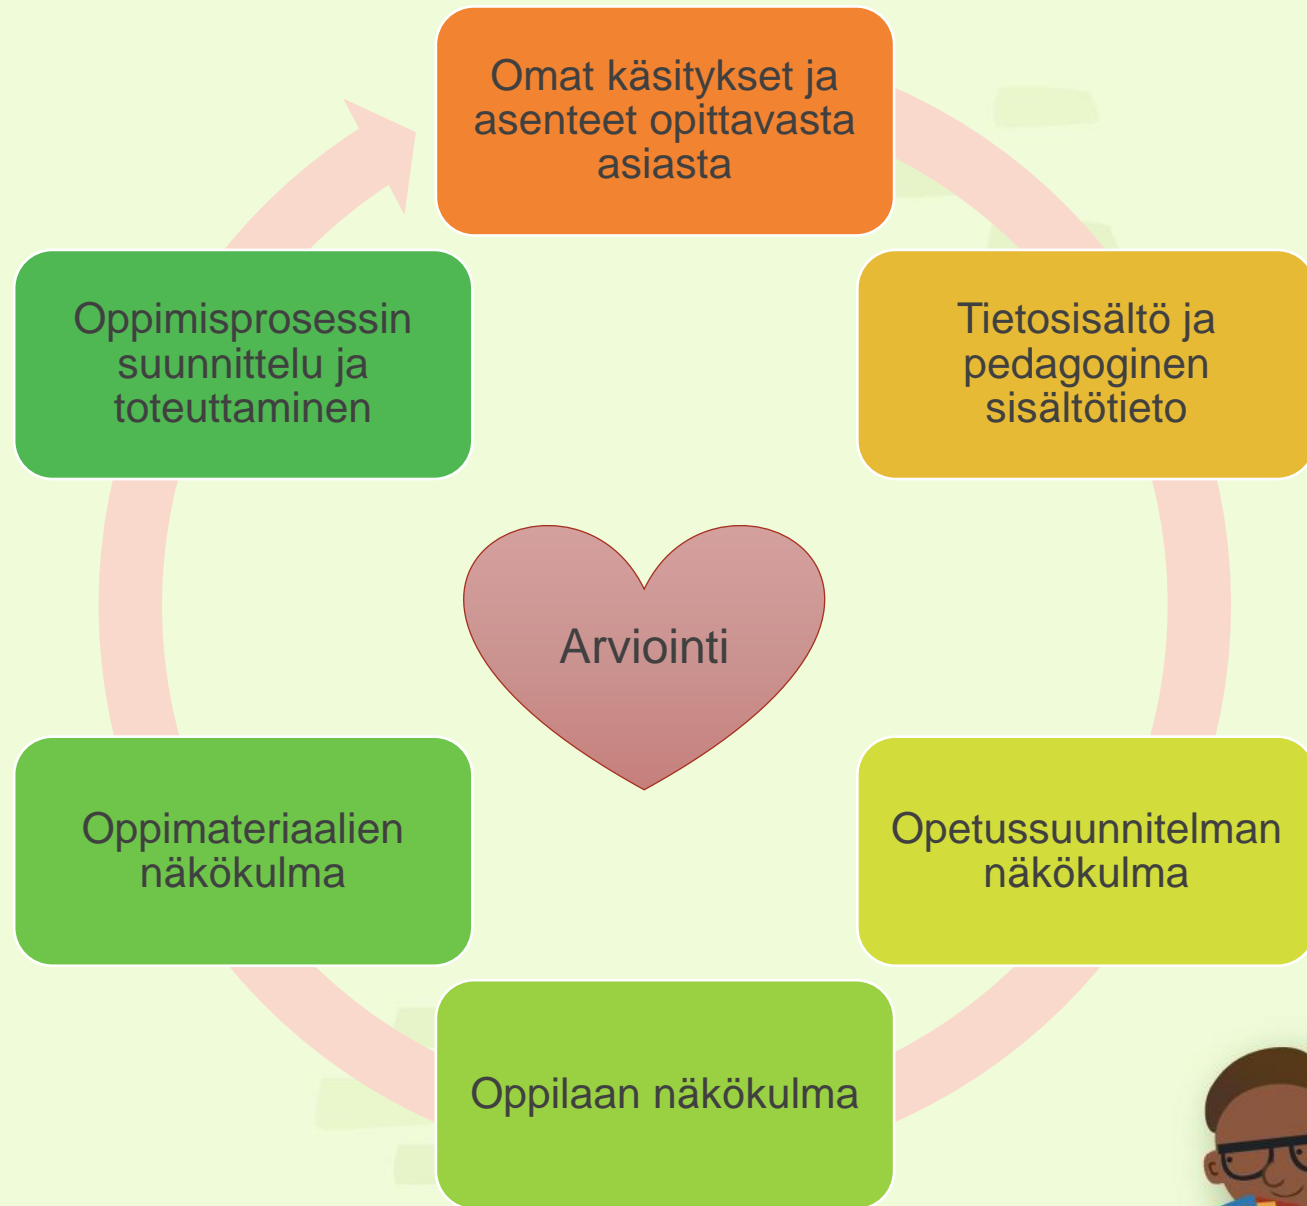 Omat käsitykset ja
asenteet opittavasta
asiasta
Tietosisältö ja
pedagoginen
sisältötieto
Opetussuunnitelman
näkökulma
Oppilaan näkökulma
Oppimateriaalien
näkökulma
Oppimisprosessin
suunnittelu ja
toteuttaminen
Arviointi